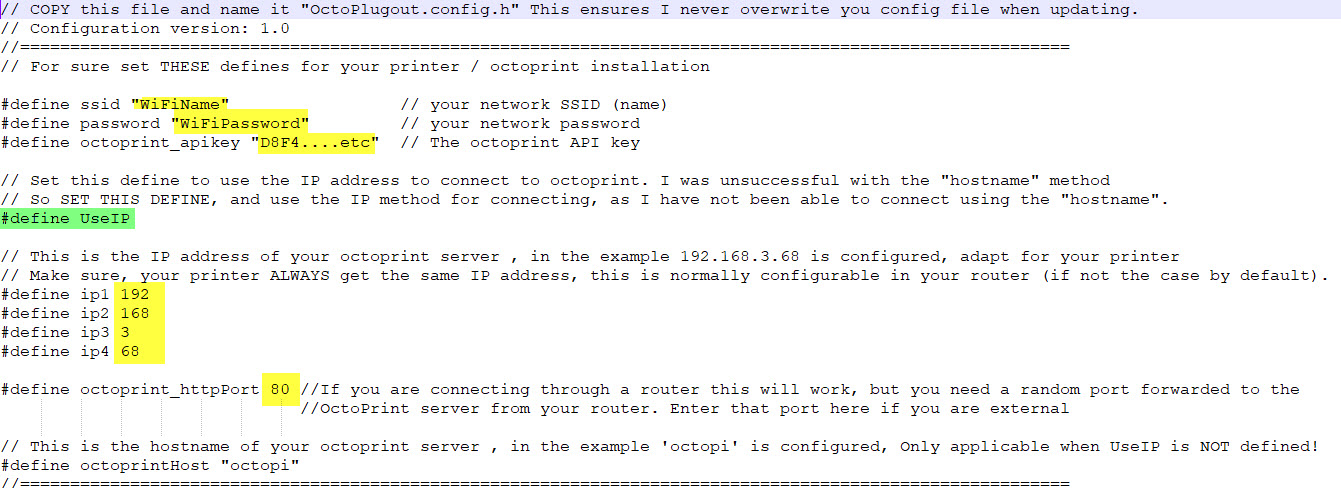 // COPY this file and name it "OctoPlugout.config.h" This ensures I never overwrite you config file when updating.
// Configuration version: 1.0
//=========================================================================================================
// For sure set THESE defines for your printer / octoprint installation
#define ssid "WiFiName" // your network SSID (name)
#define password "WiFiPassword" // your network password
#define octoprint_apikey "D8F4....etc" // The octoprint API key
// Set this define to use the IP address to connect to octoprint. I was unsuccessful with the "hostname" method
// So SET THIS DEFINE, and use the IP method for connecting, as I have not been able to connect using the "hostname".
#define UseIP
// This is the IP address of your octoprint server , in the example 192.168.3.68 is configured, adapt for your printer
// Make sure, your printer ALWAYS get the same IP address, this is normally configurable in your router (if not the case by default).
#define ip1 192
#define ip2 168
#define ip3 3
#define ip4 68
#define octoprint_httpPort 80 //If you are connecting through a router this will work, but you need a random port forwarded to the
//OctoPrint server from your router. Enter that port here if you are external
// This is the hostname of your octoprint server , in the example 'octopi' is configured, Only applicable when UseIP is NOT defined!
#define octoprintHost "octopi"
//=========================================================================================================